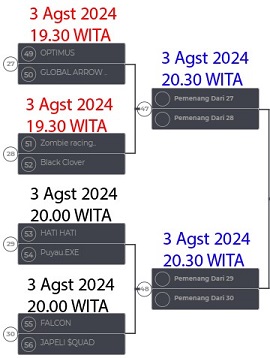 3 Agst 2024
19.30 WITA
27
49 OPTIMUS
50 GLOBAL ARROW ..
3 Agst 2024
19.30 WITA
28
51 Zombie racing..
52 Black Clover
3 Agst 2024
20.00 WITA
29
53 HATI HATI
54 Puyau.EXE
3 Agst 2024
20.00 WITA
30
55 FALCON
56 JAPELI $QUAD
3 Agst 2024
20.30 WITA
47
Pemenang Dari 27
Pemenang Dari 28
3 Agst 2024
20.30 WITA
48
Pemenang Dari 29
Pemenang Dari 30